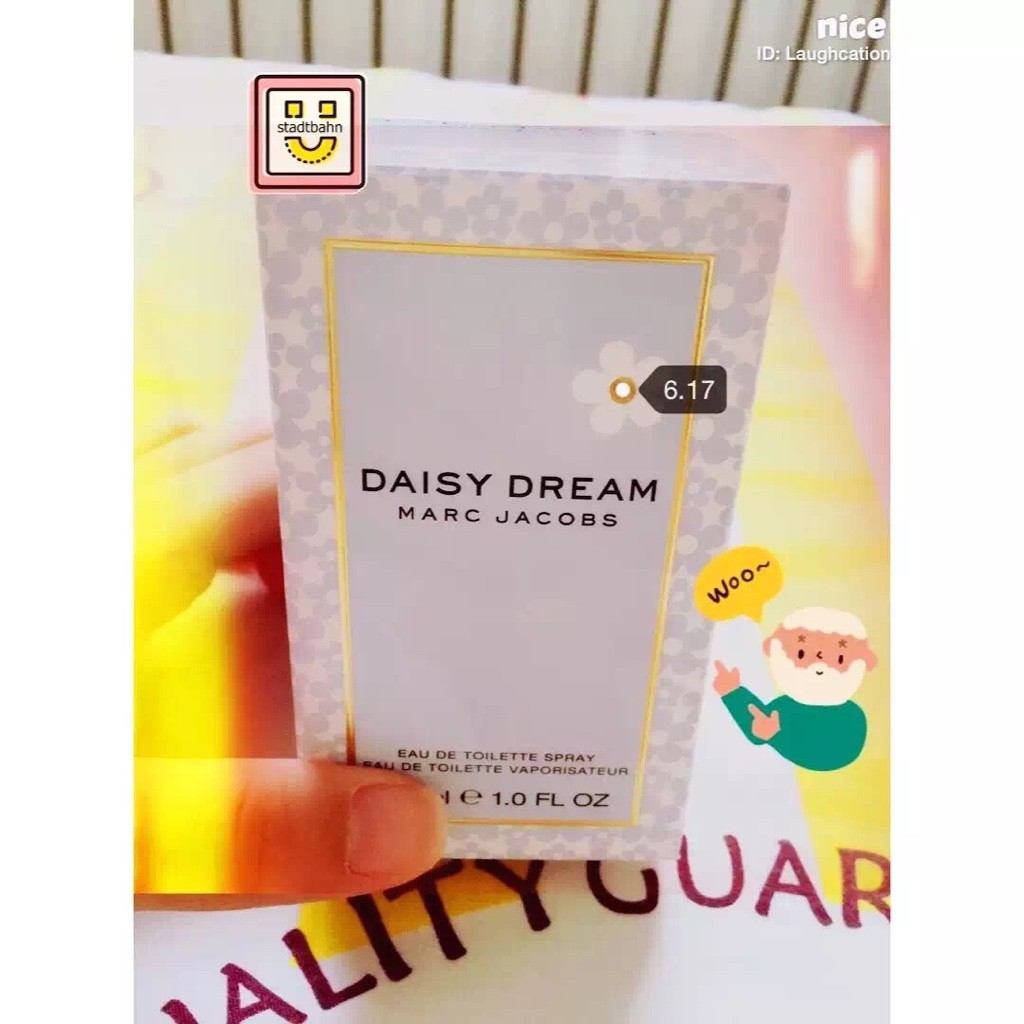 nice
ID: Laughcation
stadtbahn
6.17
DAISY DREAM
MARC JACOBS
Woo~
EAU DE TOILETTE SPRAY
EAU DE TOILETTE VAPORISATEUR
℮ 1.0 FL OZ
ALITY GUAR